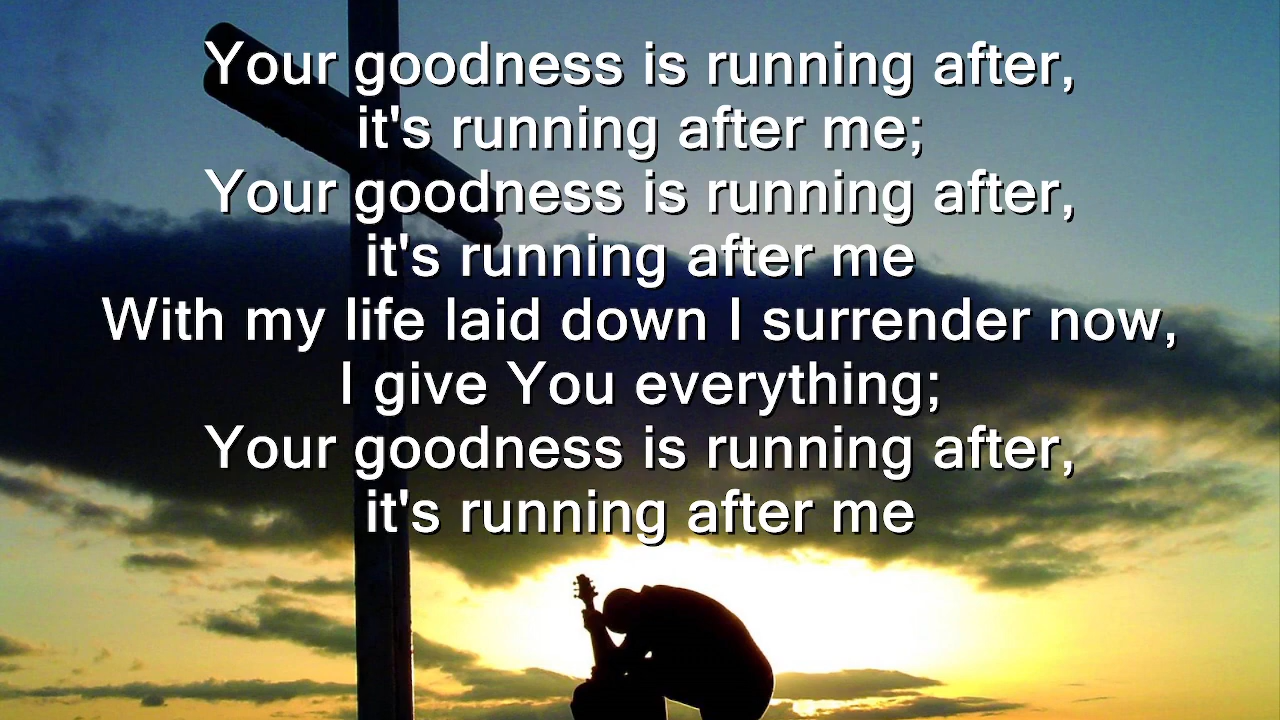 Your goodness is running after,
it's running after me;
Your goodness is running after,
it's running after me
With my life laid down I surrender now,
I give You everything;
Your goodness is running after,
it's running after me